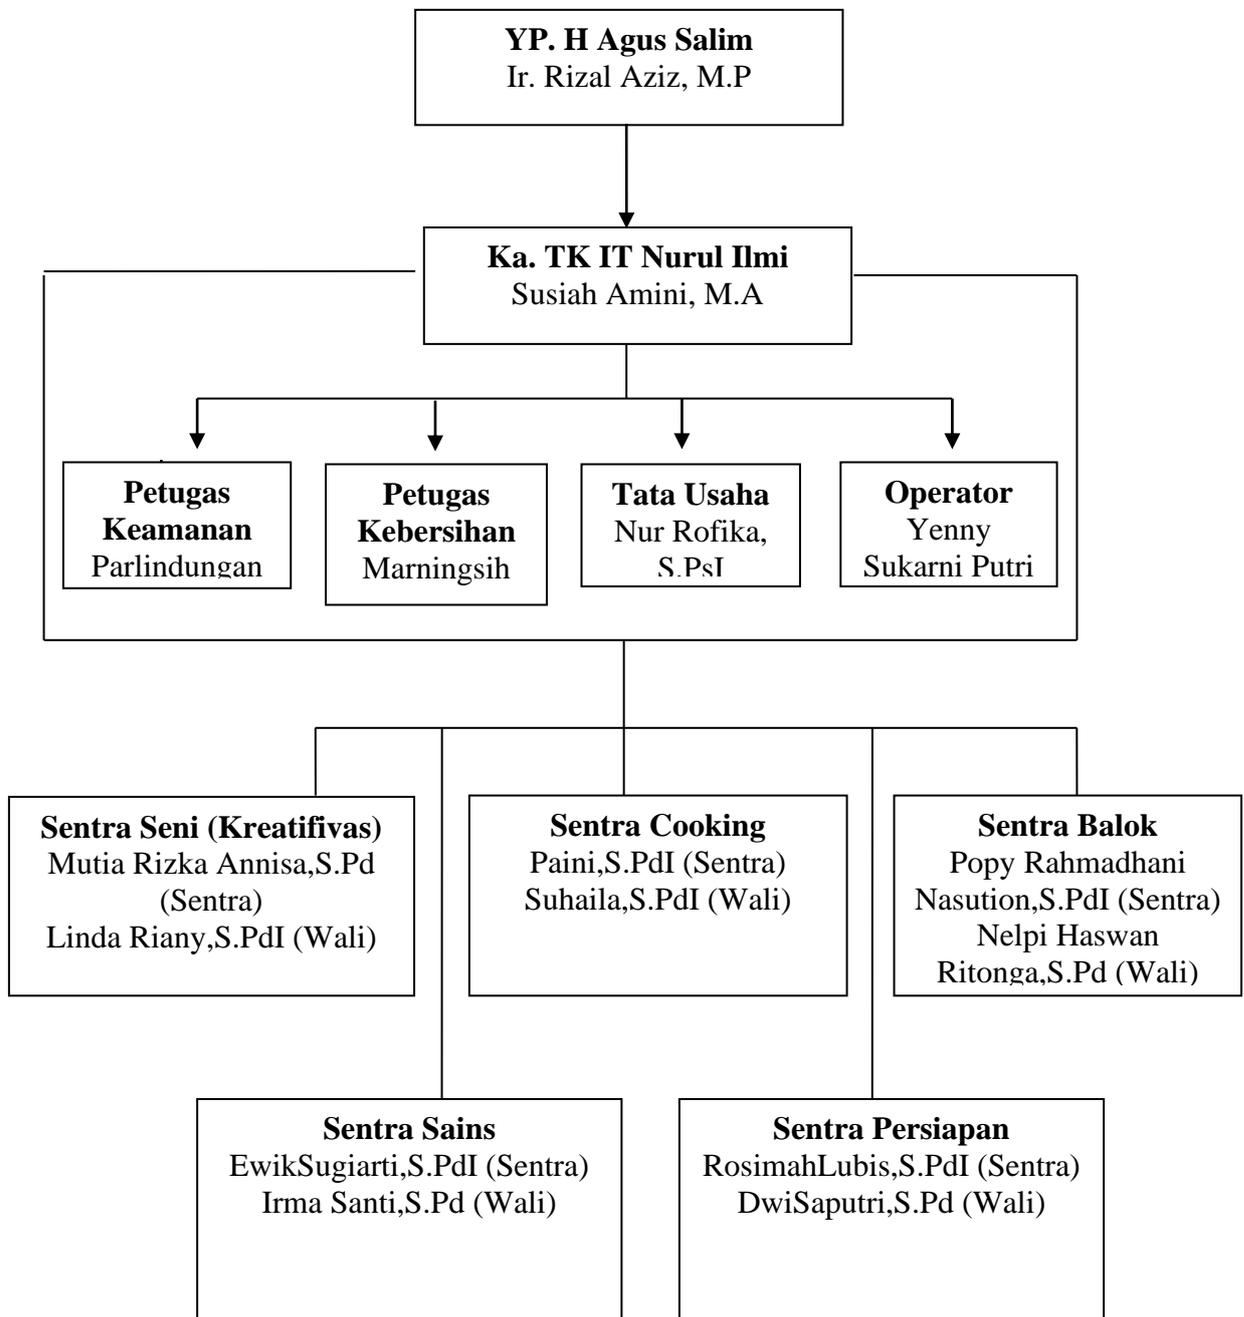 YP. H Agus Salim
Ir. Rizal Aziz, M.P
Ka. TK IT Nurul Ilmi
Susiah Amini, M.A
Petugas
Keamanan
Parlindungan
Petugas
Kebersihan
Marningsih
Tata Usaha
Nur Rofika,
S.PsI
Operator
Yenny
Sukarni Putri
Sentra Seni (Kreatifivas)
Mutia Rizka Annisa,S.Pd
(Sentra)
Linda Riany,S.PdI (Wali)
Sentra Cooking
Paini,S.PdI (Sentra)
Suhaila,S.PdI (Wali)
Sentra Balok
Popy Rahmadhani
Nasution,S.PdI (Sentra)
Nelpi Haswan
Ritonga,S.Pd (Wali)
Sentra Sains
EwikSugiarti,S.PdI (Sentra)
Irma Santi,S.Pd (Wali)
Sentra Persiapan
RosimahLubis,S.PdI (Sentra)
DwiSaputri,S.Pd (Wali)